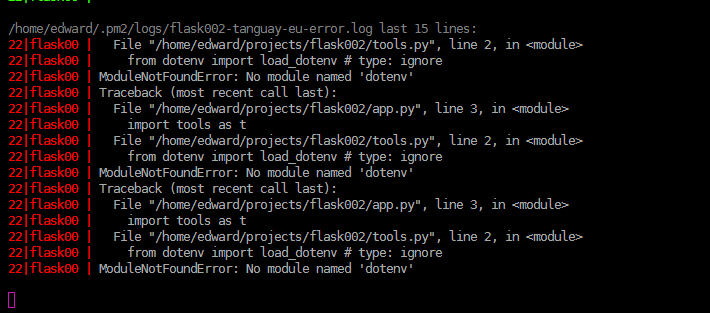 /home/edward/.pm2/logs/flask002-tanguay-eu-error.log last 15 lines:
22|flask00 |   File "/home/edward/projects/flask002/tools.py", line 2, in <module>
22|flask00 |     from dotenv import load_dotenv # type: ignore
22|flask00 | ModuleNotFoundError: No module named 'dotenv'
22|flask00 | Traceback (most recent call last):
22|flask00 |   File "/home/edward/projects/flask002/app.py", line 3, in <module>
22|flask00 |     import tools as t
22|flask00 |   File "/home/edward/projects/flask002/tools.py", line 2, in <module>
22|flask00 |     from dotenv import load_dotenv # type: ignore
22|flask00 | ModuleNotFoundError: No module named 'dotenv'
22|flask00 | Traceback (most recent call last):
22|flask00 |   File "/home/edward/projects/flask002/app.py", line 3, in <module>
22|flask00 |     import tools as t
22|flask00 |   File "/home/edward/projects/flask002/tools.py", line 2, in <module>
22|flask00 |     from dotenv import load_dotenv # type: ignore
22|flask00 | ModuleNotFoundError: No module named 'dotenv'